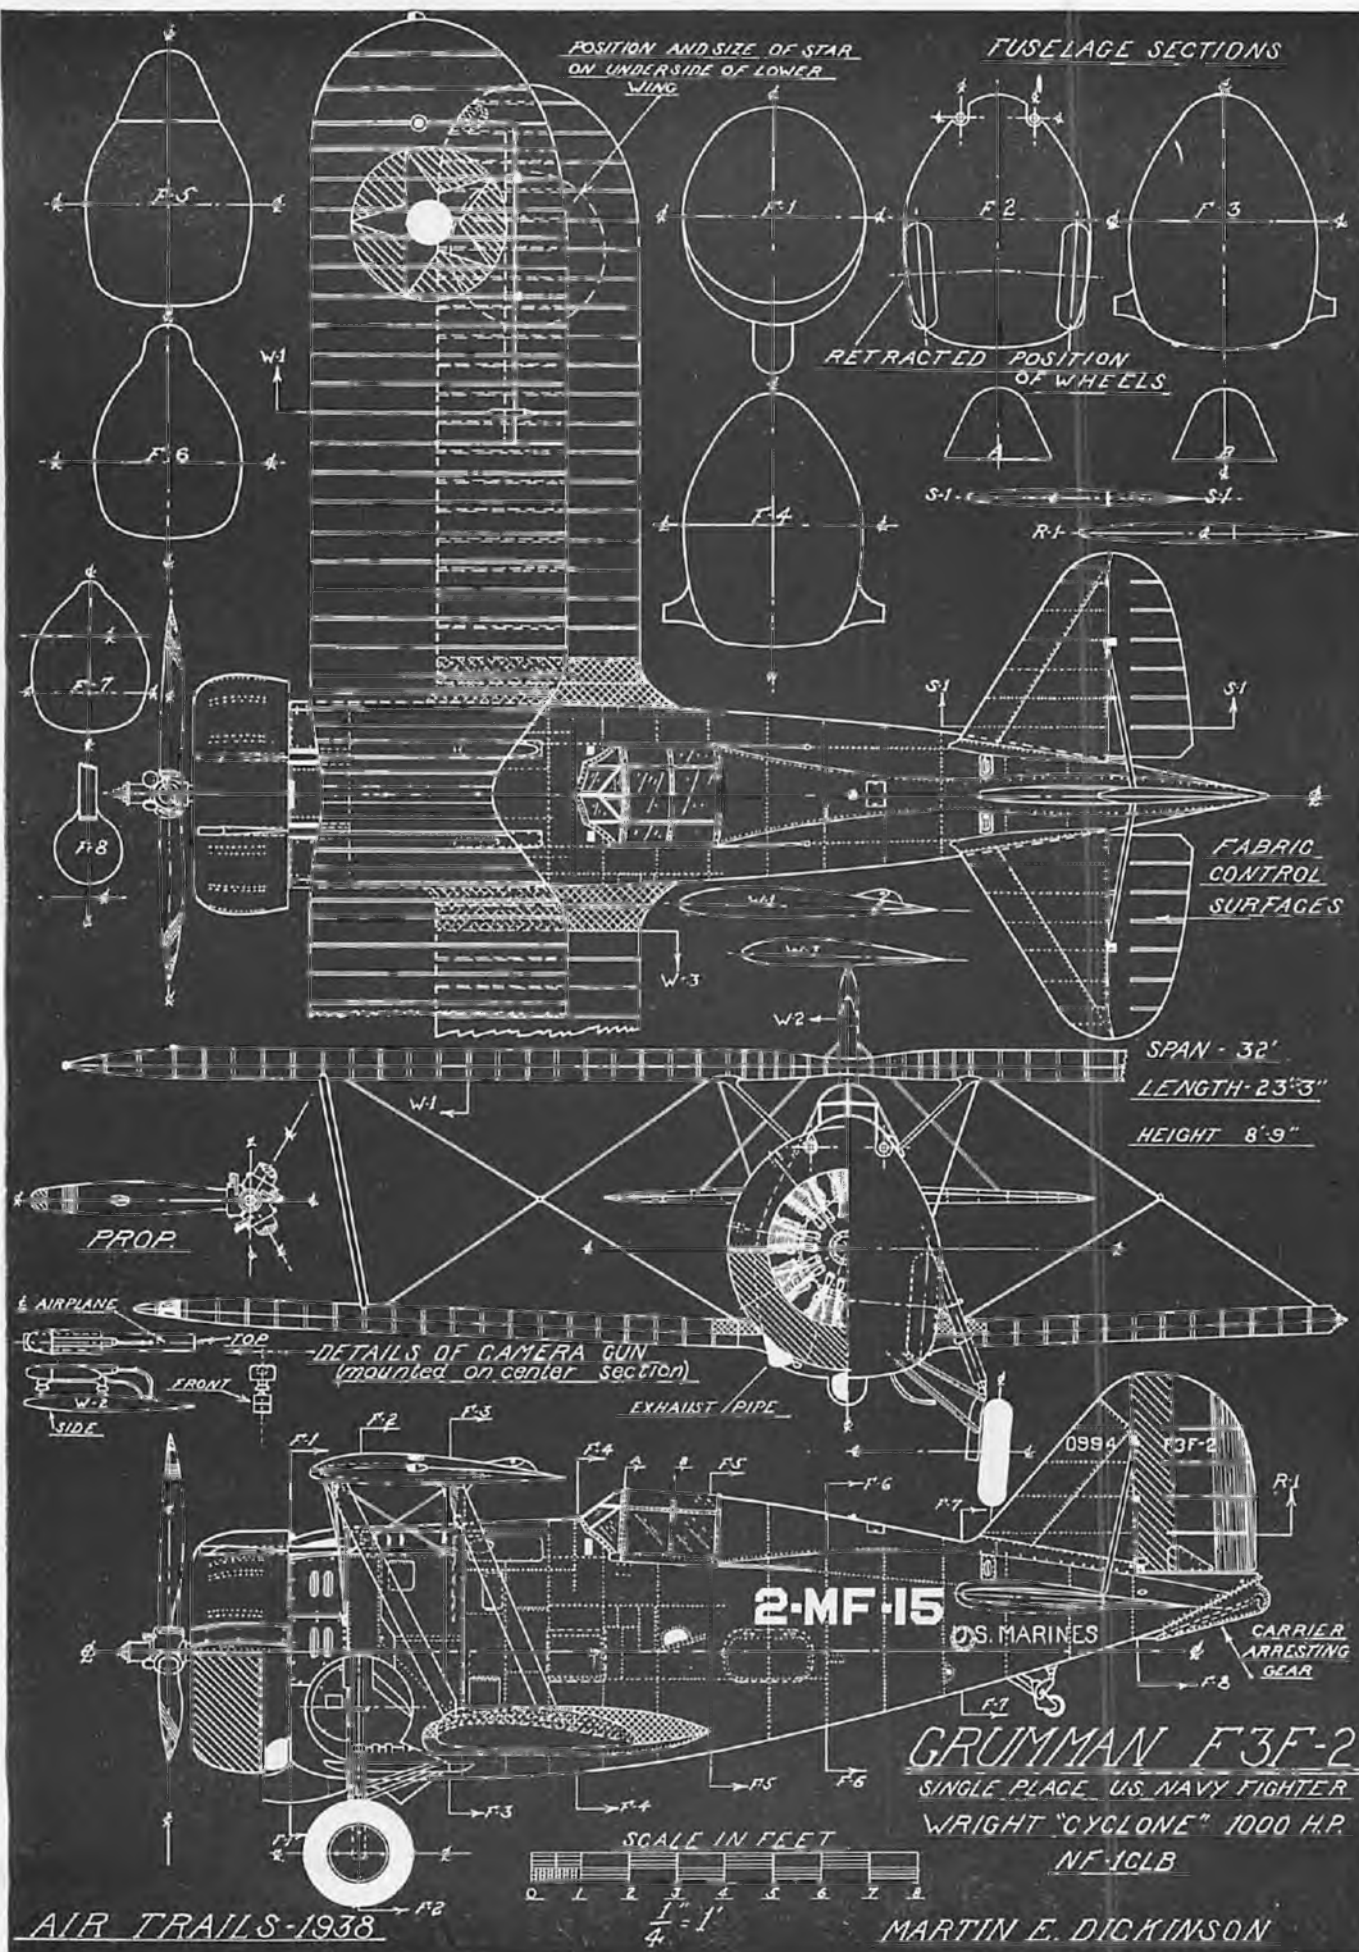 POSITION AND SIZE OF STAR
ON UNDERSIDE OF LOWER
WING
FUSELAGE SECTIONS
F-5
F-1
F-2
F-3
RETRACTED POSITION
OF WHEELS
W-1
F-6
A
B
S-1
S-1
F-4
R-1
F-7
S-1
S-1
F-8
FABRIC
CONTROL
SURFACES
W-1
W-3
W-3
W-2
SPAN - 32'
LENGTH - 23'-3"
HEIGHT 8'-9"
W-1
PROP.
℄ AIRPLANE
TOP
DETAILS OF CAMERA GUN
(mounted on center section)
FRONT
W-2
SIDE
EXHAUST PIPE
F-1
F-2
F-3
F-4
A
B
F-5
F-6
F-7
0994
F3F-2
R-1
2-MF-15
U.S. MARINES
CARRIER
ARRESTING
GEAR
F-8
F-7
F-6
F-5
F-4
F-3
F-1
F-2
GRUMMAN F3F-2
SINGLE PLACE U.S. NAVY FIGHTER
WRIGHT "CYCLONE" 1000 H.P.
SCALE IN FEET
0 1 2 3 4 5 6 7 8
1/4" = 1'
AIR TRAILS-1938
MARTIN E. DICKINSON